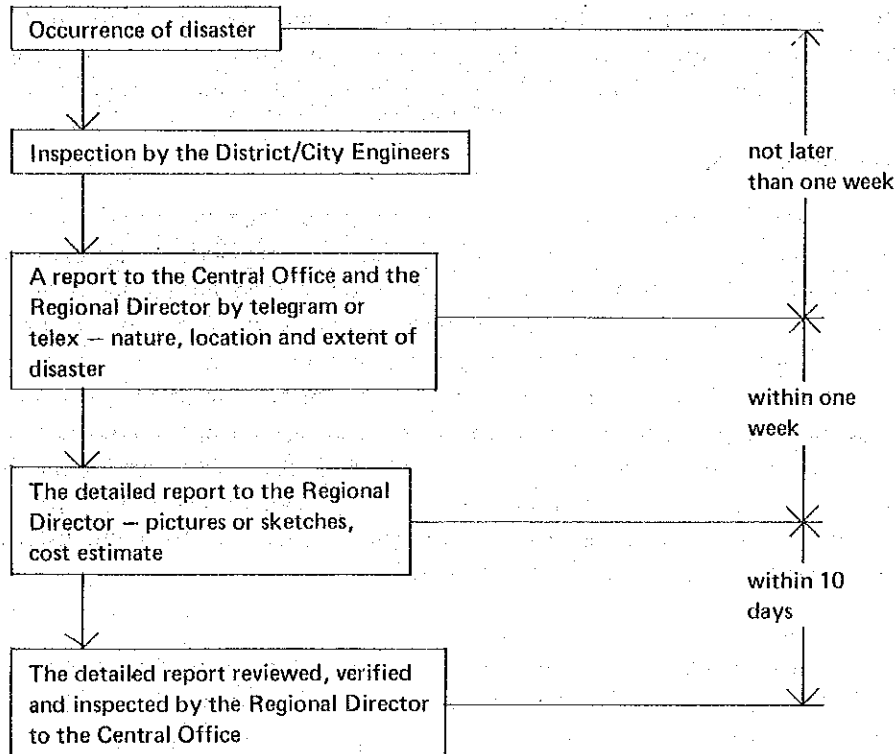 Occurrence of disaster
Inspection by the District/City Engineers
not later
than one week
A report to the Central Office and the
Regional Director by telegram or
telex — nature, location and extent of
disaster
within one
week
The detailed report to the Regional
Director — pictures or sketches,
cost estimate
within 10
days
The detailed report reviewed, verified
and inspected by the Regional Director
to the Central Office